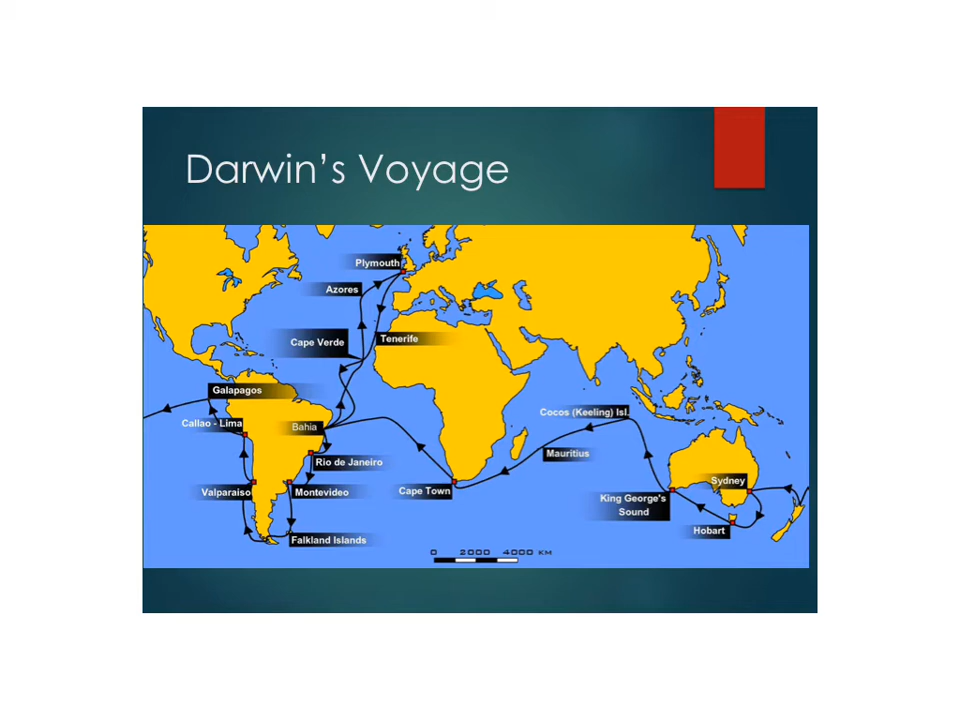 Darwin's Voyage
Plymouth
Azores
Cape Verde
Tenerife
Galapagos
Callao - Lima
Bahia
Cocos (Keeling) Isl.
Mauritius
Rio de Janeiro
Sydney
Valparaiso
Montevideo
Cape Town
King George's
Sound
Hobart
Falkland Islands
0 2000 4000 KM